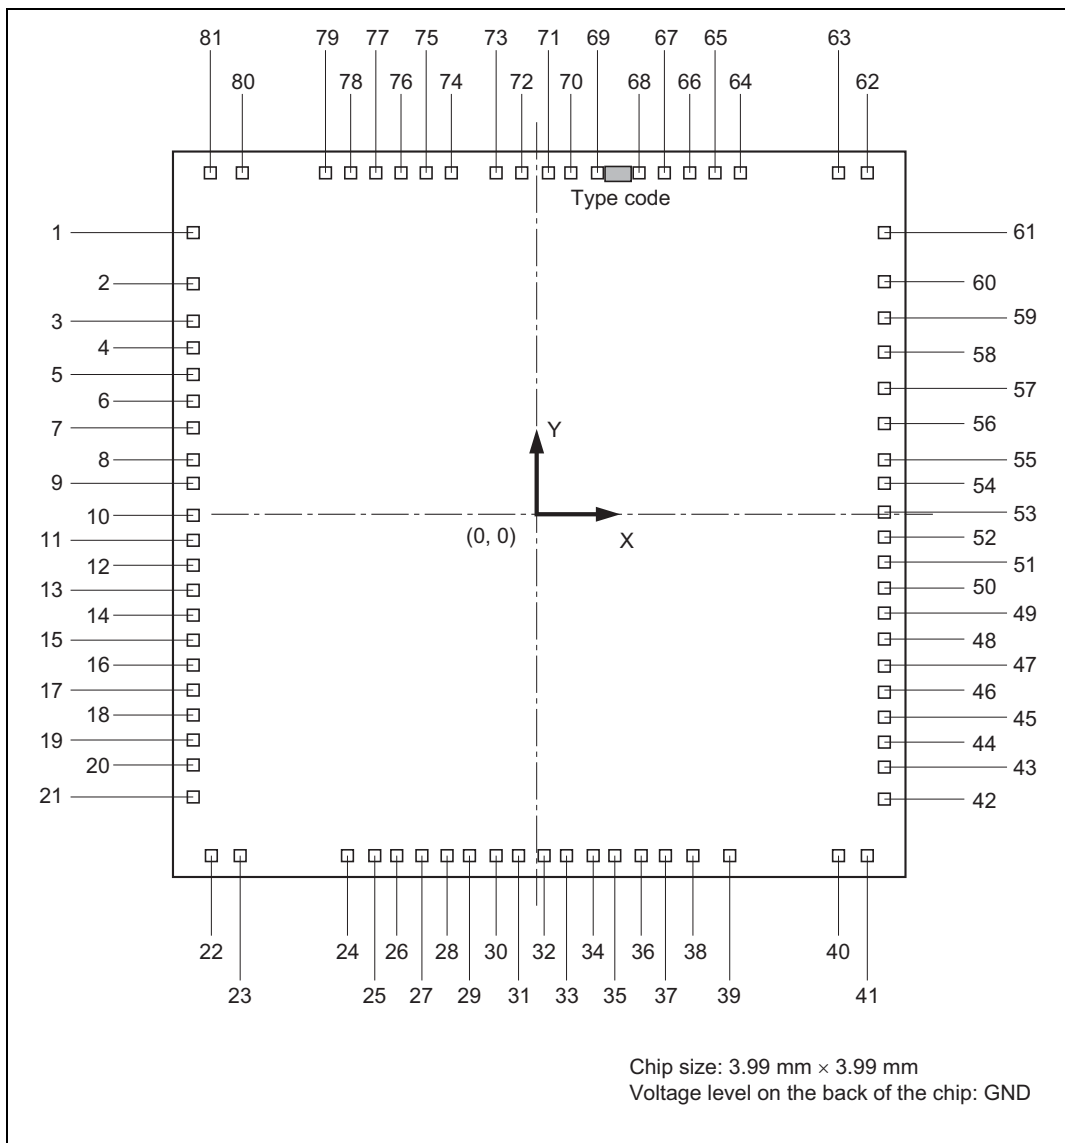 81 79 77 75 73 71 69 67 65 63
80 78 76 74 72 70 68 66 64 62
Type code
1 61
2 60
3 59
4 58
5 57
6 56
7 Y
8 55
9 54
10 53
(0, 0) X
11 52
12 51
13 50
14 49
15 48
16 47
17 46
18 45
19 44
20 43
21 42
22 24 26 28 30 32 34 36 38 40
23 25 27 29 31 33 35 37 39 41
Chip size: 3.99 mm × 3.99 mm
Voltage level on the back of the chip: GND